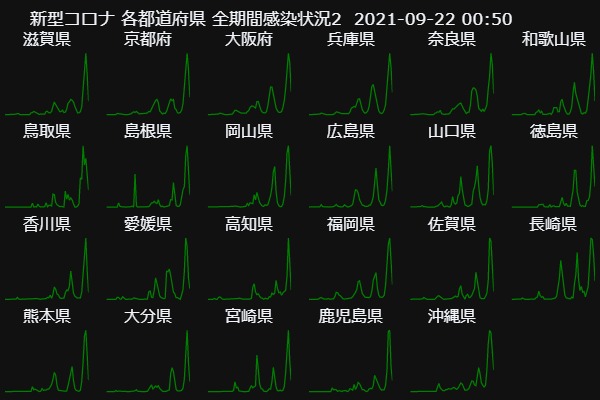 新型コロナ 各都道府県 全期間感染状況2 2021-09-22 00:50
滋賀県 京都府 大阪府 兵庫県 奈良県 和歌山県
鳥取県 島根県 岡山県 広島県 山口県 徳島県
香川県 愛媛県 高知県 福岡県 佐賀県 長崎県
熊本県 大分県 宮崎県 鹿児島県 沖縄県